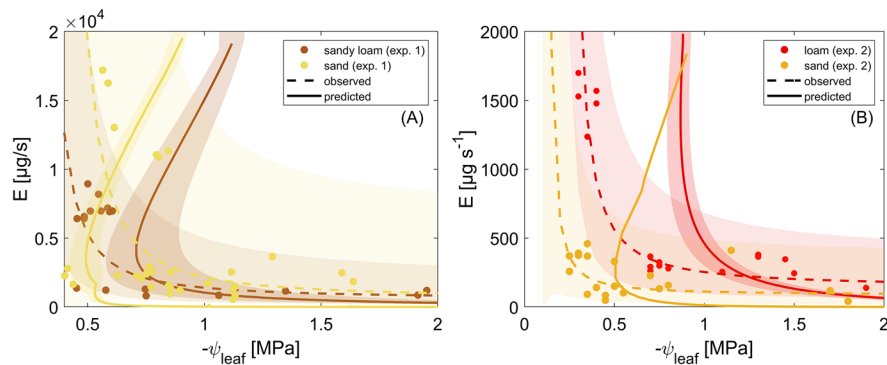 2 × 10⁴
sandy loam (exp. 1)
sand (exp. 1)
observed
predicted
(A)
1.5
1
0.5
0
E [µg/s]
0.5 1 1.5 2
-ψleaf [MPa]
2000
loam (exp. 2)
sand (exp. 2)
observed
predicted
(B)
1500
1000
500
0
E [µg s⁻¹]
0 0.5 1 1.5 2
-ψleaf [MPa]